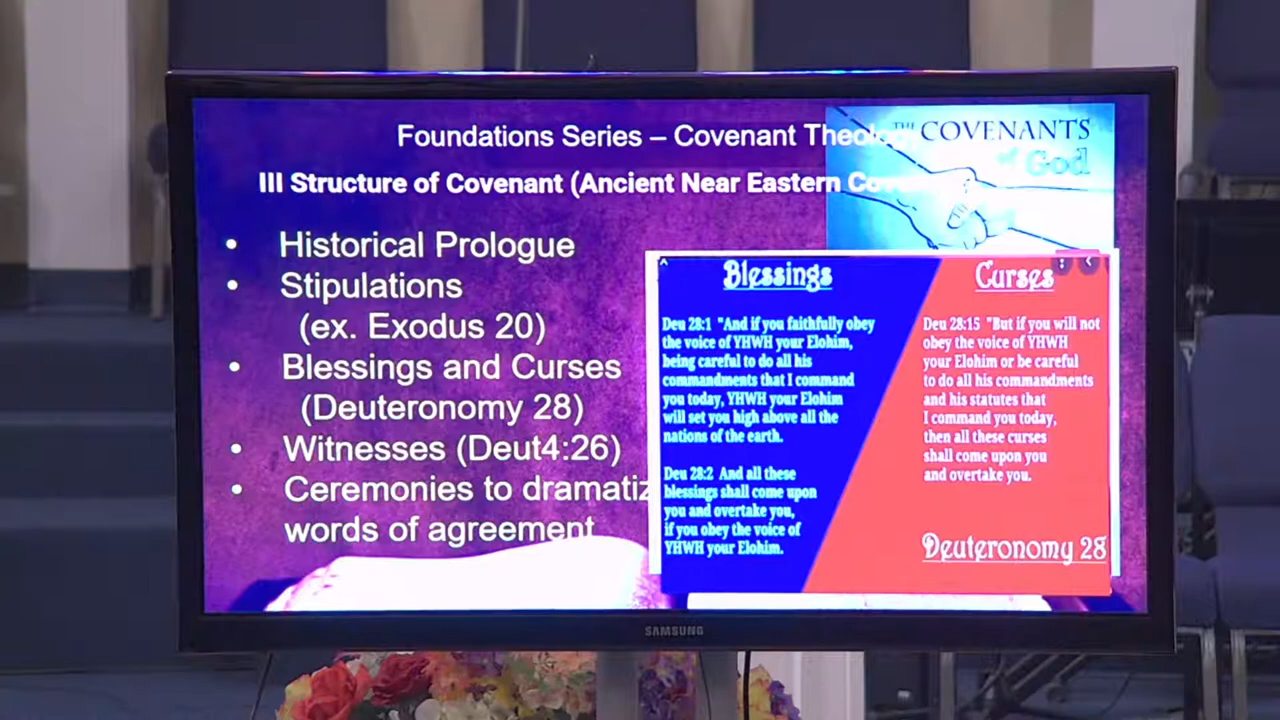 Foundations Series – Covenant Theology
THE COVENANTS
of God
III Structure of Covenant (Ancient Near Eastern
• Historical Prologue
• Stipulations
(ex. Exodus 20)
• Blessings and Curses
(Deuteronomy 28)
• Witnesses (Deut4:26)
• Ceremonies to dramatiz
words of agreement
Blessings
Deu 28:1 "And if you faithfully obey
the voice of YHWH your Elohim,
being careful to do all his
commandments that I command
you today, YHWH your Elohim
will set you high above all the
nations of the earth.
Deu 28:2 And all these
blessings shall come upon
you and overtake you,
if you obey the voice of
YHWH your Elohim.
Curses
Deu 28:15 "But if you will not
obey the voice of YHWH
your Elohim or be careful
to do all his commandments
and his statutes that
I command you today,
then all these curses
shall come upon you
and overtake you.
Deuteronomy 28
SAMSUNG